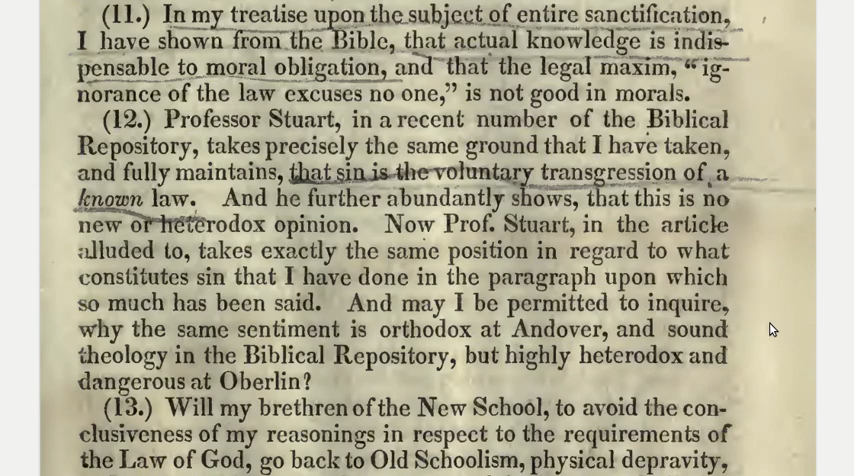 (11.) In my treatise upon the subject of entire sanctification,
I have shown from the Bible, that actual knowledge is indis-
pensable to moral obligation, and that the legal maxim, “ig-
norance of the law excuses no one,” is not good in morals.
(12.) Professor Stuart, in a recent number of the Biblical
Repository, takes precisely the same ground that I have taken,
and fully maintains, that sin is the voluntary transgression of a
known law. And he further abundantly shows, that this is no
new or heterodox opinion. Now Prof. Stuart, in the article
alluded to, takes exactly the same position in regard to what
constitutes sin that I have done in the paragraph upon which
so much has been said. And may I be permitted to inquire,
why the same sentiment is orthodox at Andover, and sound
theology in the Biblical Repository, but highly heterodox and
dangerous at Oberlin?
(13.) Will my brethren of the New School, to avoid the con-
clusiveness of my reasonings in respect to the requirements of
the Law of God, go back to Old Schoolism, physical depravity,